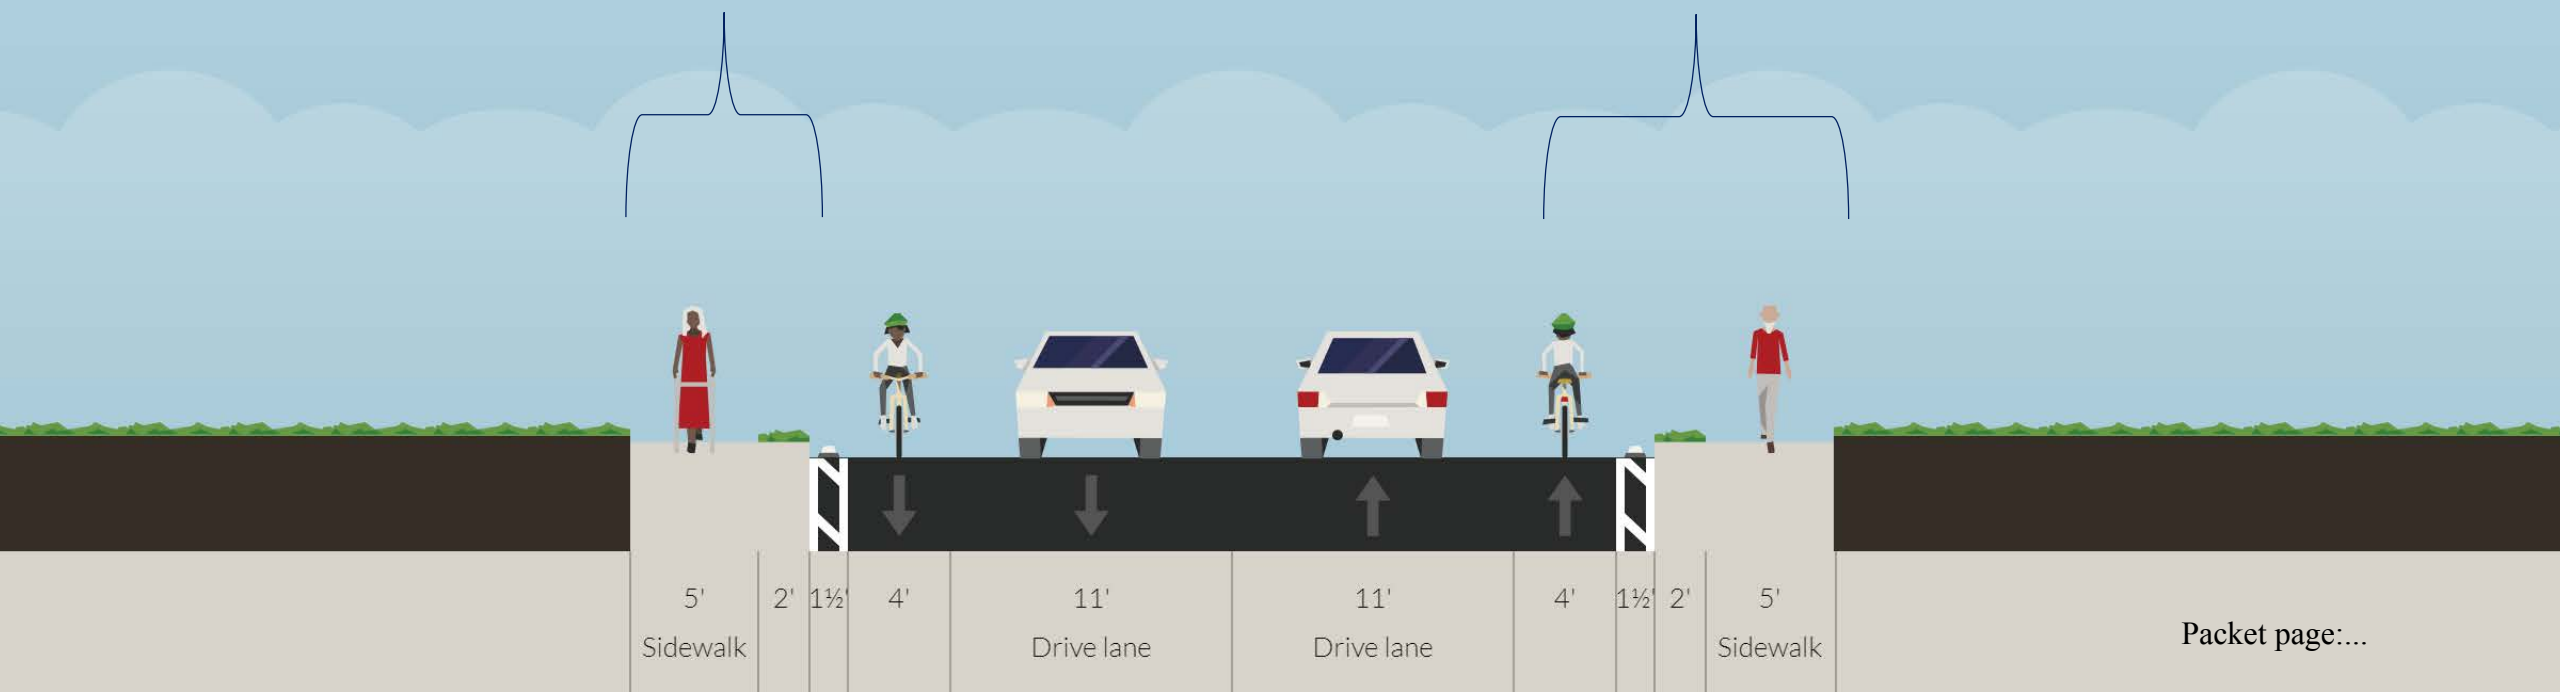 5' 2' 1½' 4' 11' 11' 4' 1½' 2' 5'
Sidewalk Drive lane Drive lane Sidewalk
Packet page:...